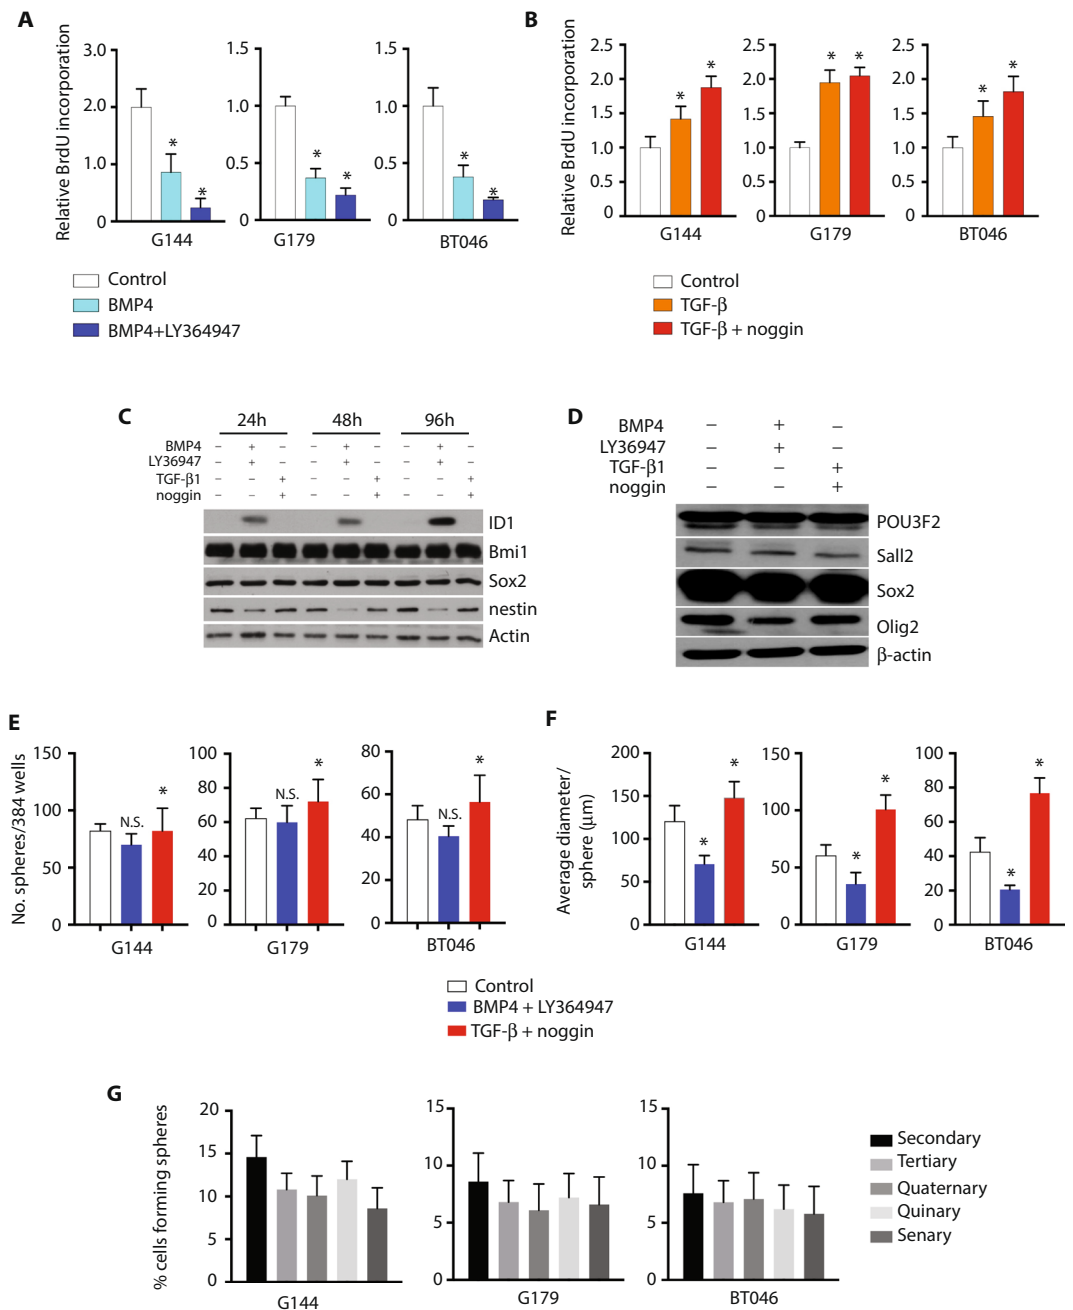 A
Relative BrdU incorporation
3.0
2.0
1.0
0
*
*
G144
1.5
1.0
0.5
0
*
*
G179
1.5
1.0
0.5
0
*
*
BT046
Control
BMP4
BMP4+LY364947
B
Relative BrdU incorporation
2.5
2.0
1.5
1.0
0.5
0
*
*
G144
2.5
2.0
1.5
1.0
0.5
0
*
*
G179
2.5
2.0
1.5
1.0
0.5
0
*
*
BT046
Control
TGF-β
TGF-β + noggin
C
24h 48h 96h
BMP4 – + – – + – – + –
LY36947 – + – – + – – + –
TGF-β1 – – + – – + – – +
noggin – – + – – + – – +
ID1
Bmi1
Sox2
nestin
Actin
D
BMP4 – + –
LY36947 – + –
TGF-β1 – – +
noggin – – +
POU3F2
Sall2
Sox2
Olig2
β-actin
E
No. spheres/384 wells
150
100
50
0
N.S.
*
G144
100
80
60
40
20
0
N.S.
*
G179
80
60
40
20
0
N.S.
*
BT046
F
Average diameter/
sphere (μm)
200
150
100
50
0
*
*
G144
150
100
50
0
*
*
G179
100
80
60
40
20
0
*
*
BT046
Control
BMP4 + LY364947
TGF-β + noggin
G
% cells forming spheres
20
15
10
5
0
G144
15
10
5
0
G179
15
10
5
0
BT046
Secondary
Tertiary
Quaternary
Quinary
Senary